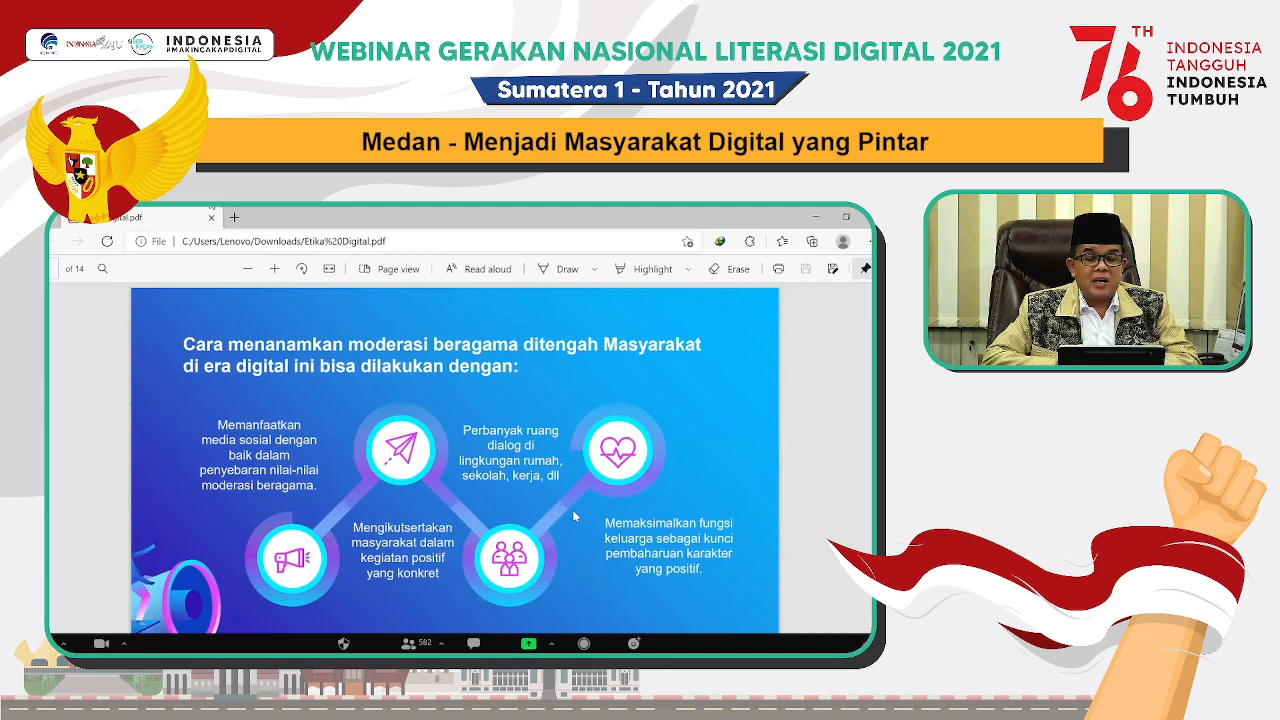 INDONESIA
#MAKINCAKAPDIGITAL
WEBINAR GERAKAN NASIONAL LITERASI DIGITAL 2021
Sumatera 1 - Tahun 2021
76 TH
INDONESIA
TANGGUH
INDONESIA
TUMBUH
Medan - Menjadi Masyarakat Digital yang Pintar
File
C:/Users/Lenovo/Downloads/Etika%20Digital.pdf
of 14
Page view
Read aloud
Draw
Highlight
Erase
Cara menanamkan moderasi beragama ditengah Masyarakat
di era digital ini bisa dilakukan dengan:
Memanfaatkan
media sosial dengan
baik dalam
penyebaran nilai-nilai
moderasi beragama.
Mengikutsertakan
masyarakat dalam
kegiatan positif
yang konkret
Perbanyak ruang
dialog di
lingkungan rumah,
sekolah, kerja, dll
Memaksimalkan fungsi
keluarga sebagai kunci
pembaharuan karakter
yang positif.
582